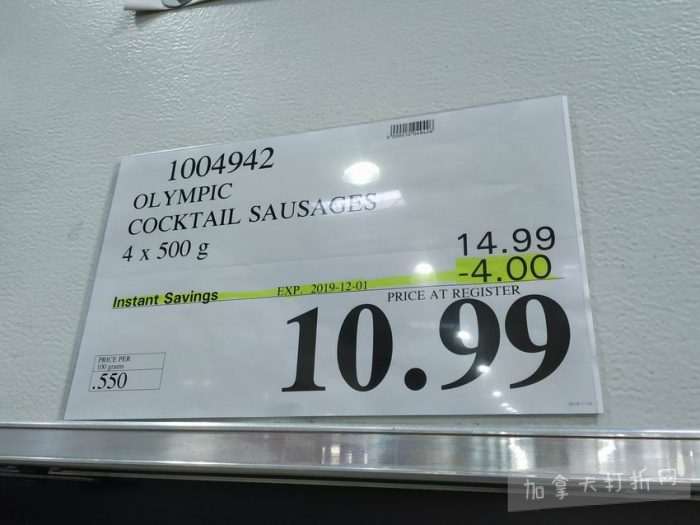 1004942
OLYMPIC
COCKTAIL SAUSAGES
4 x 500 g
14.99
-4.00
Instant Savings EXP. 2019-12-01
PRICE AT REGISTER
10.99
PRICE PER
100 grams
.550
加拿大打折网